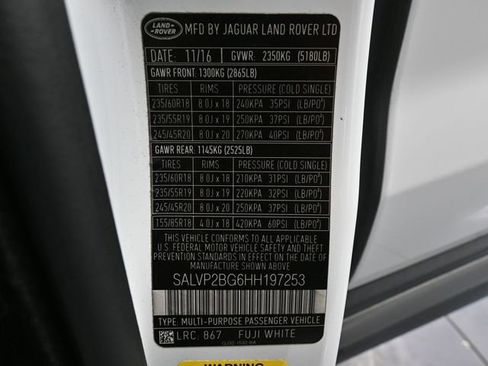 LAND ROVER
MFD BY JAGUAR LAND ROVER LTD
DATE: 11/16 GVWR: 2350KG (5180LB)
GAWR FRONT: 1300KG (2865LB)
TIRES RIMS PRESSURE (COLD SINGLE)
235/60R18 8.0J x 18 240KPA 35PSI (LB/PO²)
235/55R19 8.0J x 19 250KPA 37PSI (LB/PO²)
245/45R20 8.0J x 20 270KPA 40PSI (LB/PO²)
GAWR REAR: 1145KG (2525LB)
TIRES RIMS PRESSURE (COLD SINGLE)
235/60R18 8.0J x 18 210KPA 31PSI (LB/PO²)
235/55R19 8.0J x 19 220KPA 32PSI (LB/PO²)
245/45R20 8.0J x 20 250KPA 37PSI (LB/PO²)
155/85R18 4.0J x 18 420KPA 60PSI (LB/PO²)
THIS VEHICLE CONFORMS TO ALL APPLICABLE
U.S. FEDERAL MOTOR VEHICLE SAFETY
AND THEFT PREVENTION STANDARDS IN EFFECT
ON THE DATE OF MANUFACTURE SHOWN ABOVE
SALVP2BG6HH197253
TYPE: MULTI-PURPOSE PASSENGER VEHICLE
LRC: 867 FUJI WHITE
WARNING